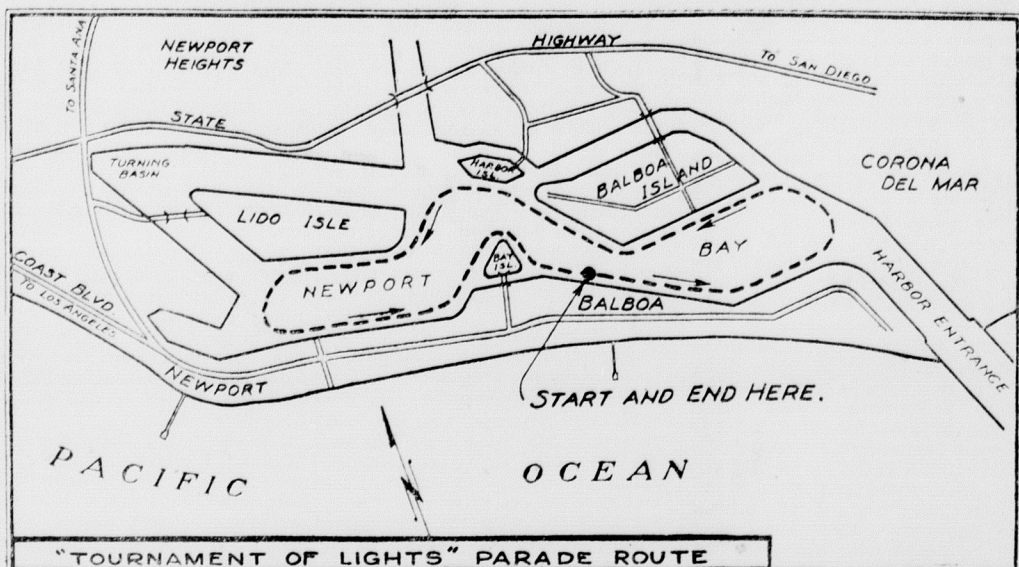 TO SANTA ANA
NEWPORT
HEIGHTS
HIGHWAY
TO SAN DIEGO
STATE
TURNING
BASIN
HARBOR
ISL.
BALBOA
ISLAND
CORONA
DEL MAR
LIDO ISLE
BAY
COAST BLVD.
TO LOS ANGELES
NEWPORT
BAY
ISL.
BALBOA
HARBOR ENTRANCE
NEWPORT
START AND END HERE.
PACIFIC
OCEAN
"TOURNAMENT OF LIGHTS" PARADE ROUTE